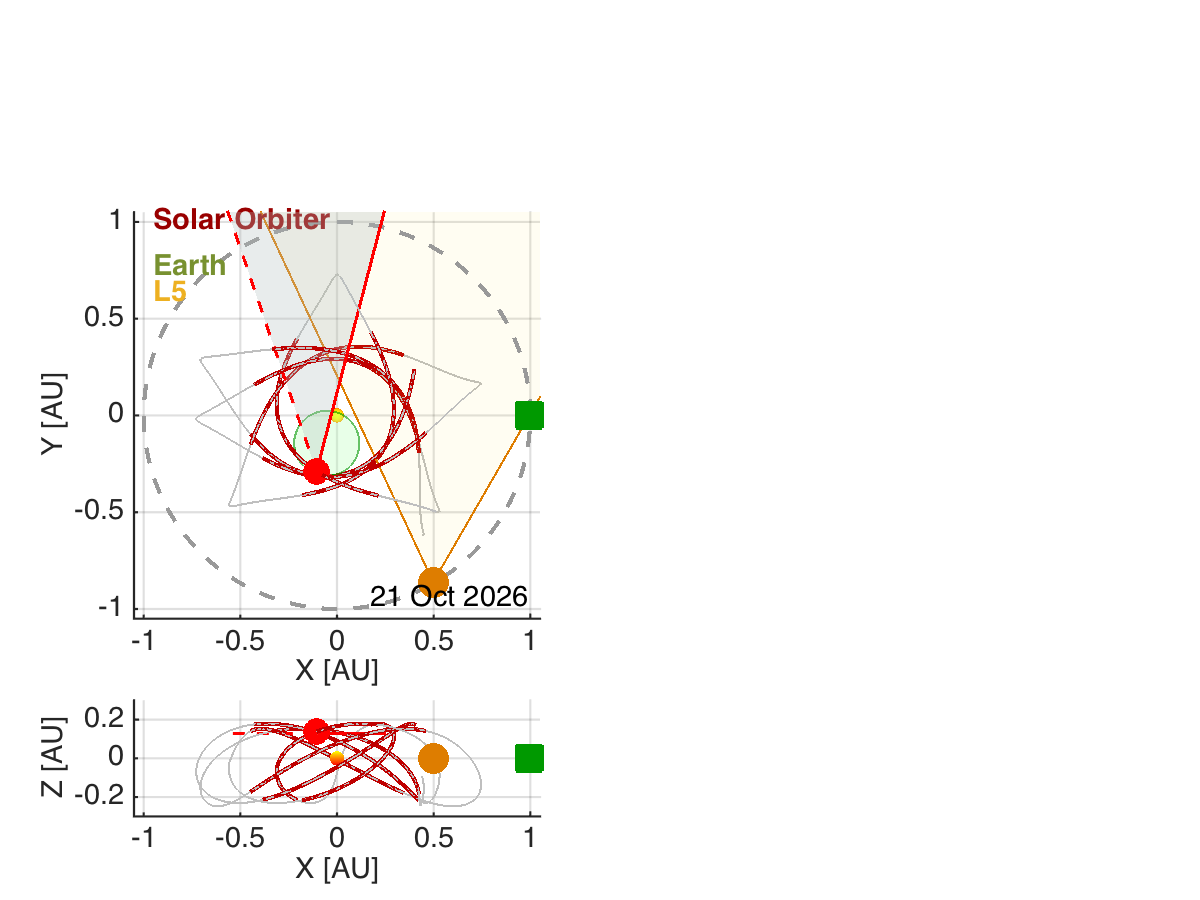 Solar Orbiter
Earth
L5
1
0.5
0
-0.5
-1
Y [AU]
21 Oct 2026
-1 -0.5 0 0.5 1
X [AU]
0.2
0
-0.2
Z [AU]
-1 -0.5 0 0.5 1
X [AU]